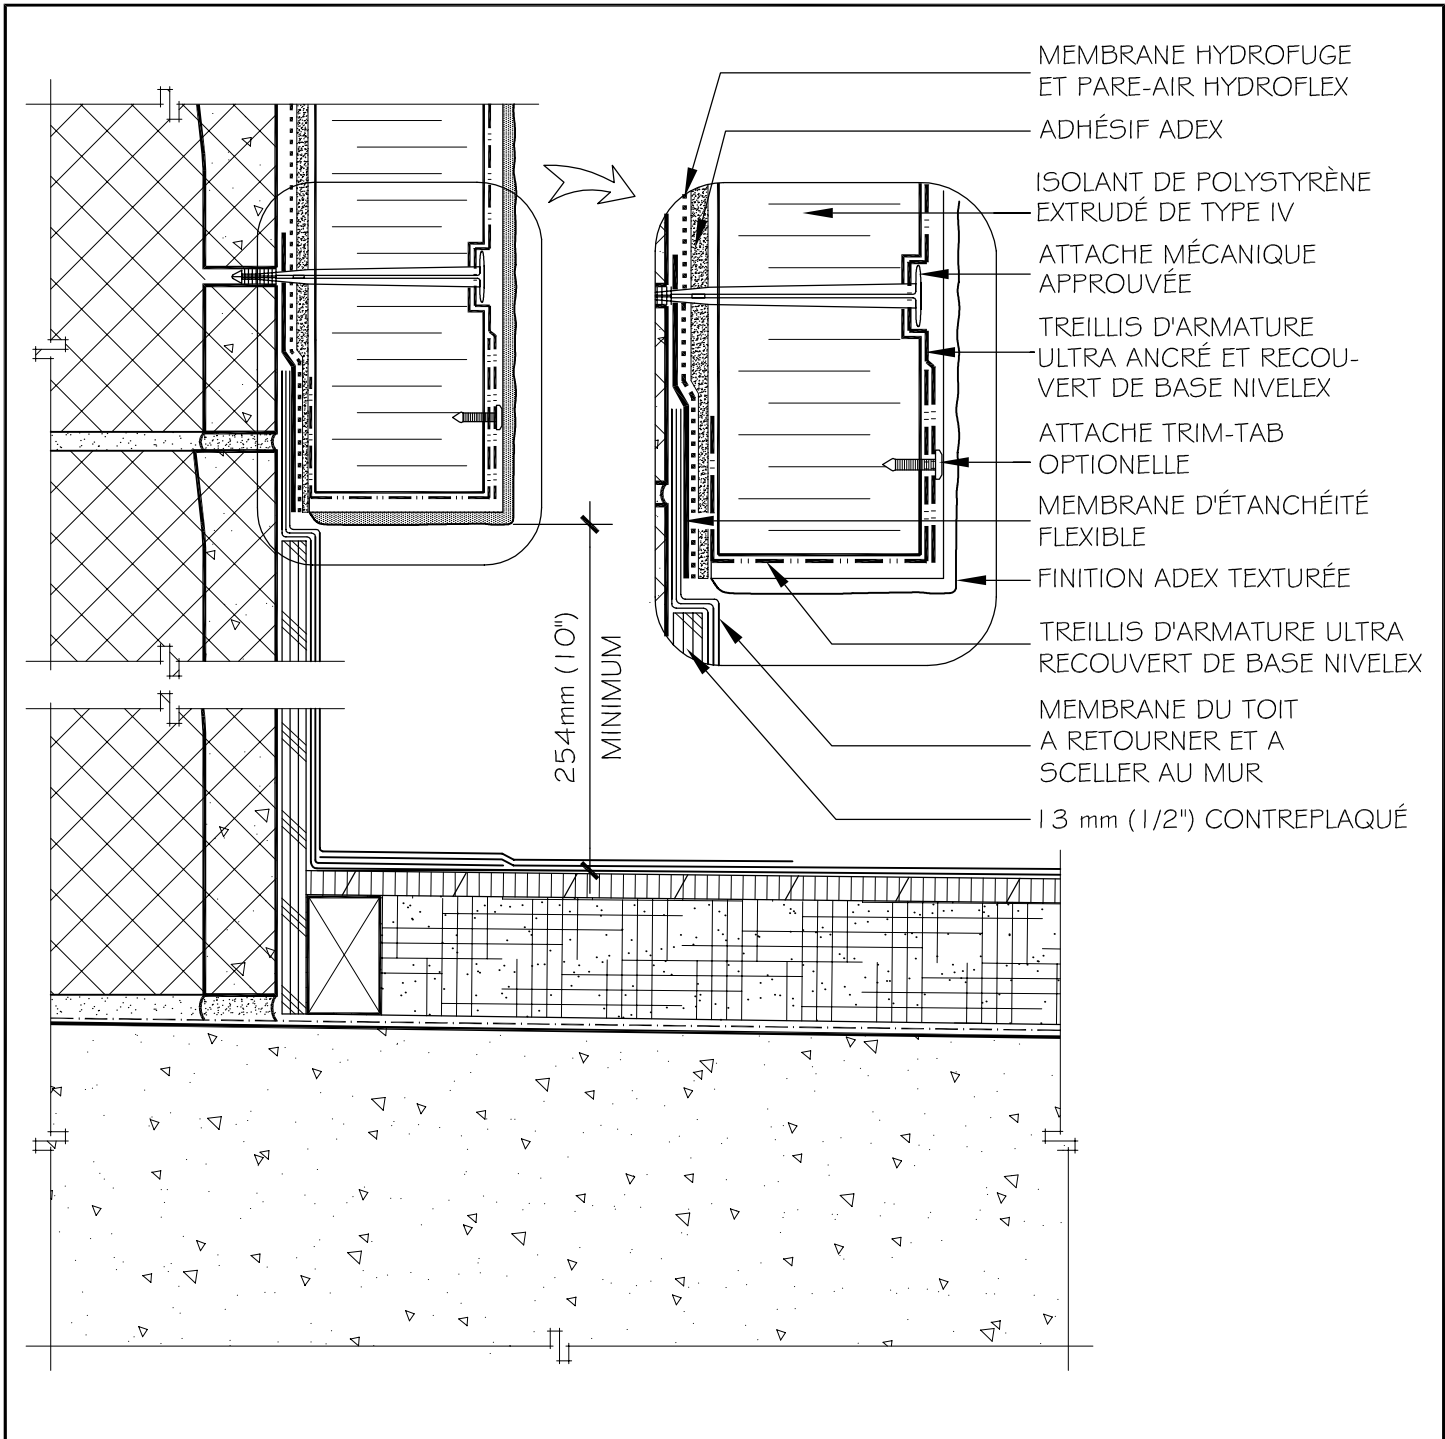 MEMBRANE HYDROFUGE
ET PARE-AIR HYDROFLEX
ADHÉSIF ADEX
ISOLANT DE POLYSTYRÈNE
EXTRUDÉ DE TYPE IV
ATTACHE MÉCANIQUE
APPROUVÉE
TREILLIS D'ARMATURE
ULTRA ANCRÉ ET RECOU-
VERT DE BASE NIVELEX
ATTACHE TRIM-TAB
OPTIONELLE
MEMBRANE D'ÉTANCHÉITÉ
FLEXIBLE
FINITION ADEX TEXTURÉE
TREILLIS D'ARMATURE ULTRA
RECOUVERT DE BASE NIVELEX
MEMBRANE DU TOIT
A RETOURNER ET A
SCELLER AU MUR
13 mm (1/2") CONTREPLAQUÉ
254mm (10")
MINIMUM